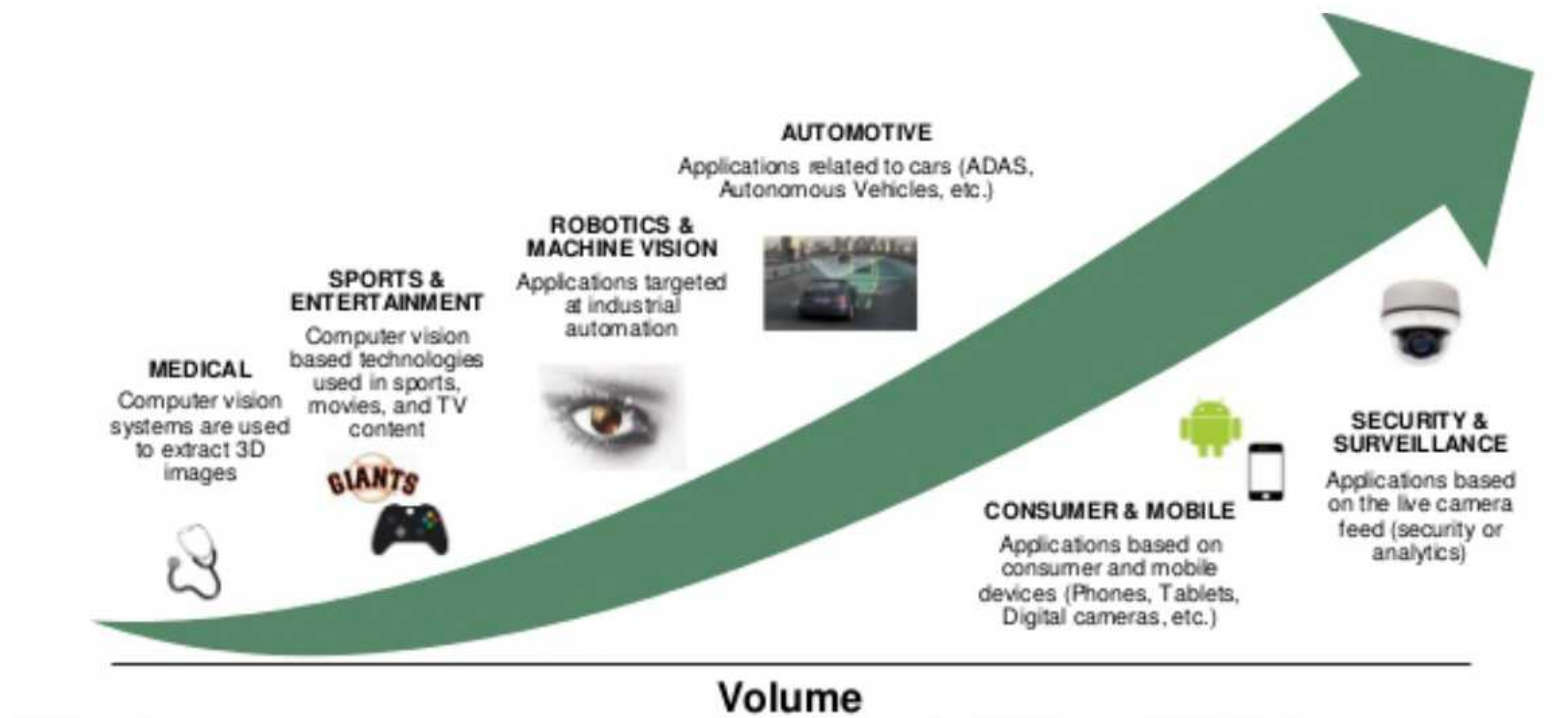 AUTOMOTIVE
Applications related to cars (ADAS,
Autonomous Vehicles, etc.)
ROBOTICS &
MACHINE VISION
Applications targeted
at industrial
automation
SPORTS &
ENTERTAINMENT
Computer vision
based technologies
used in sports,
movies, and TV
content
GIANTS
MEDICAL
Computer vision
systems are used
to extract 3D
images
CONSUMER & MOBILE
Applications based on
consumer and mobile
devices (Phones, Tablets,
Digital cameras, etc.)
SECURITY &
SURVEILLANCE
Applications based
on the live camera
feed (security or
analytics)
Volume